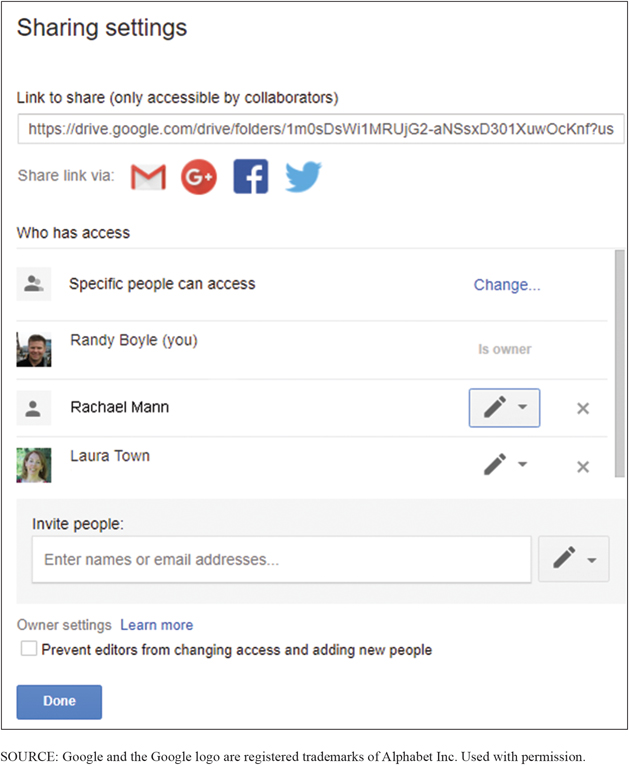 Sharing settings
Link to share (only accessible by collaborators)
https://drive.google.com/drive/folders/1m0sDsWi1MRUjG2-aNSsxD301XuwOcKnf?us
Share link via:
G+
Who has access
Specific people can access Change...
Randy Boyle (you) Is owner
Rachael Mann
Laura Town
Invite people:
Enter names or email addresses...
Owner settings Learn more
Prevent editors from changing access and adding new people
Done
SOURCE: Google and the Google logo are registered trademarks of Alphabet Inc. Used with permission.